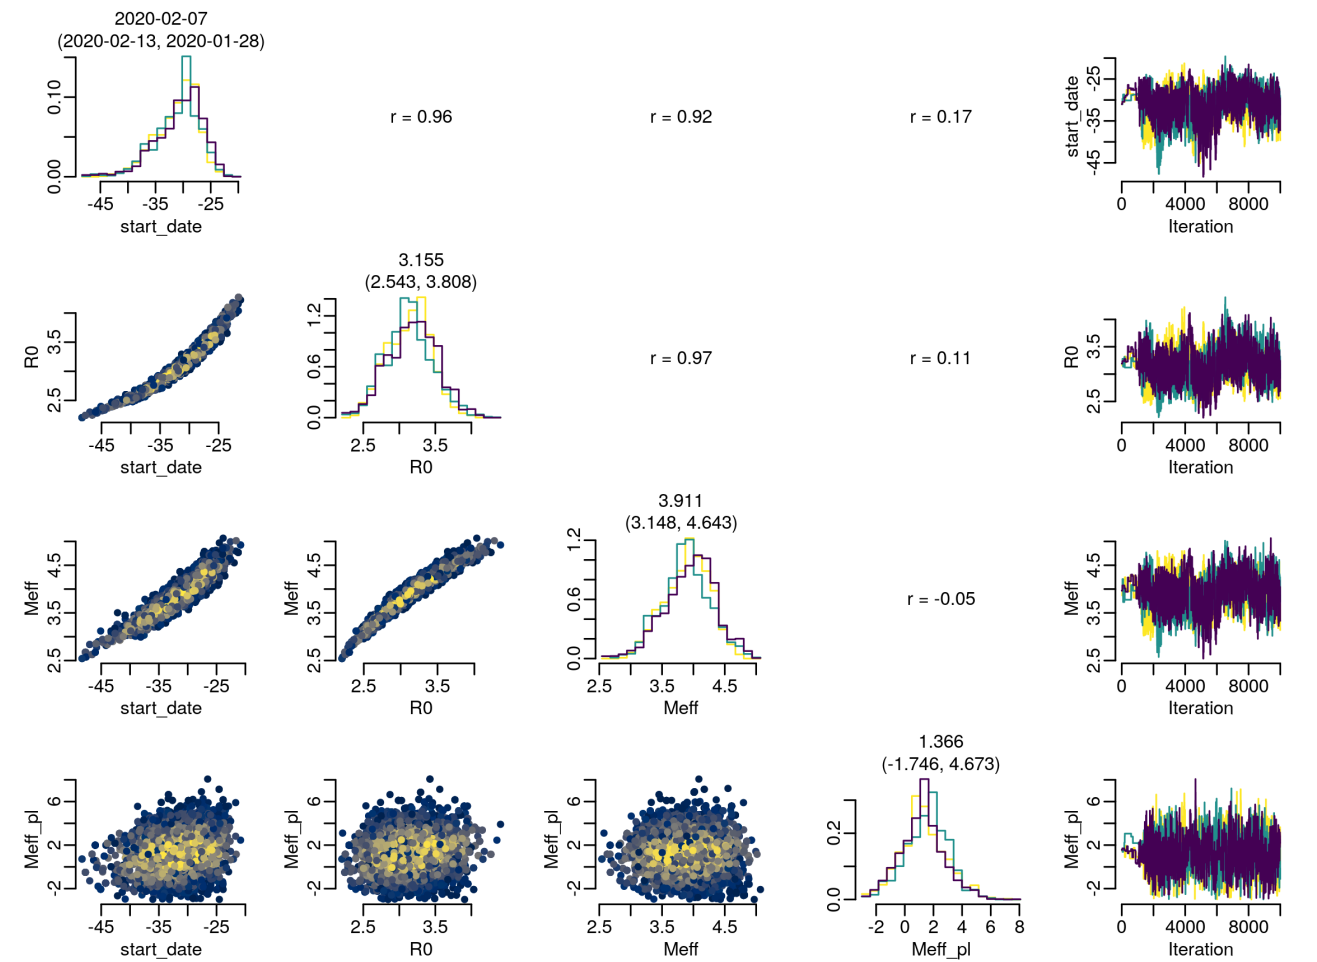 2020-02-07
(2020-02-13, 2020-01-28)
0.00 0.10
-45 -35 -25
start_date
r = 0.96
r = 0.92
r = 0.17
start_date
-45 -35 -25
0 4000 8000
Iteration
R0
2.5 3.5
-45 -35 -25
start_date
3.155
(2.543, 3.808)
0.0 0.6 1.2
2.5 3.5
R0
r = 0.97
r = 0.11
R0
2.5 3.5
0 4000 8000
Iteration
Meff
2.5 3.5 4.5
-45 -35 -25
start_date
Meff
2.5 3.5 4.5
2.5 3.5
R0
3.911
(3.148, 4.643)
0.0 0.6 1.2
2.5 3.5 4.5
Meff
r = -0.05
Meff
2.5 3.5 4.5
0 4000 8000
Iteration
Meff_pl
-2 2 6
-45 -35 -25
start_date
Meff_pl
-2 2 6
2.5 3.5
R0
Meff_pl
-2 2 6
2.5 3.5 4.5
Meff
1.366
(-1.746, 4.673)
0.0 0.2
-2 0 2 4 6 8
Meff_pl
Meff_pl
-2 2 6
0 4000 8000
Iteration